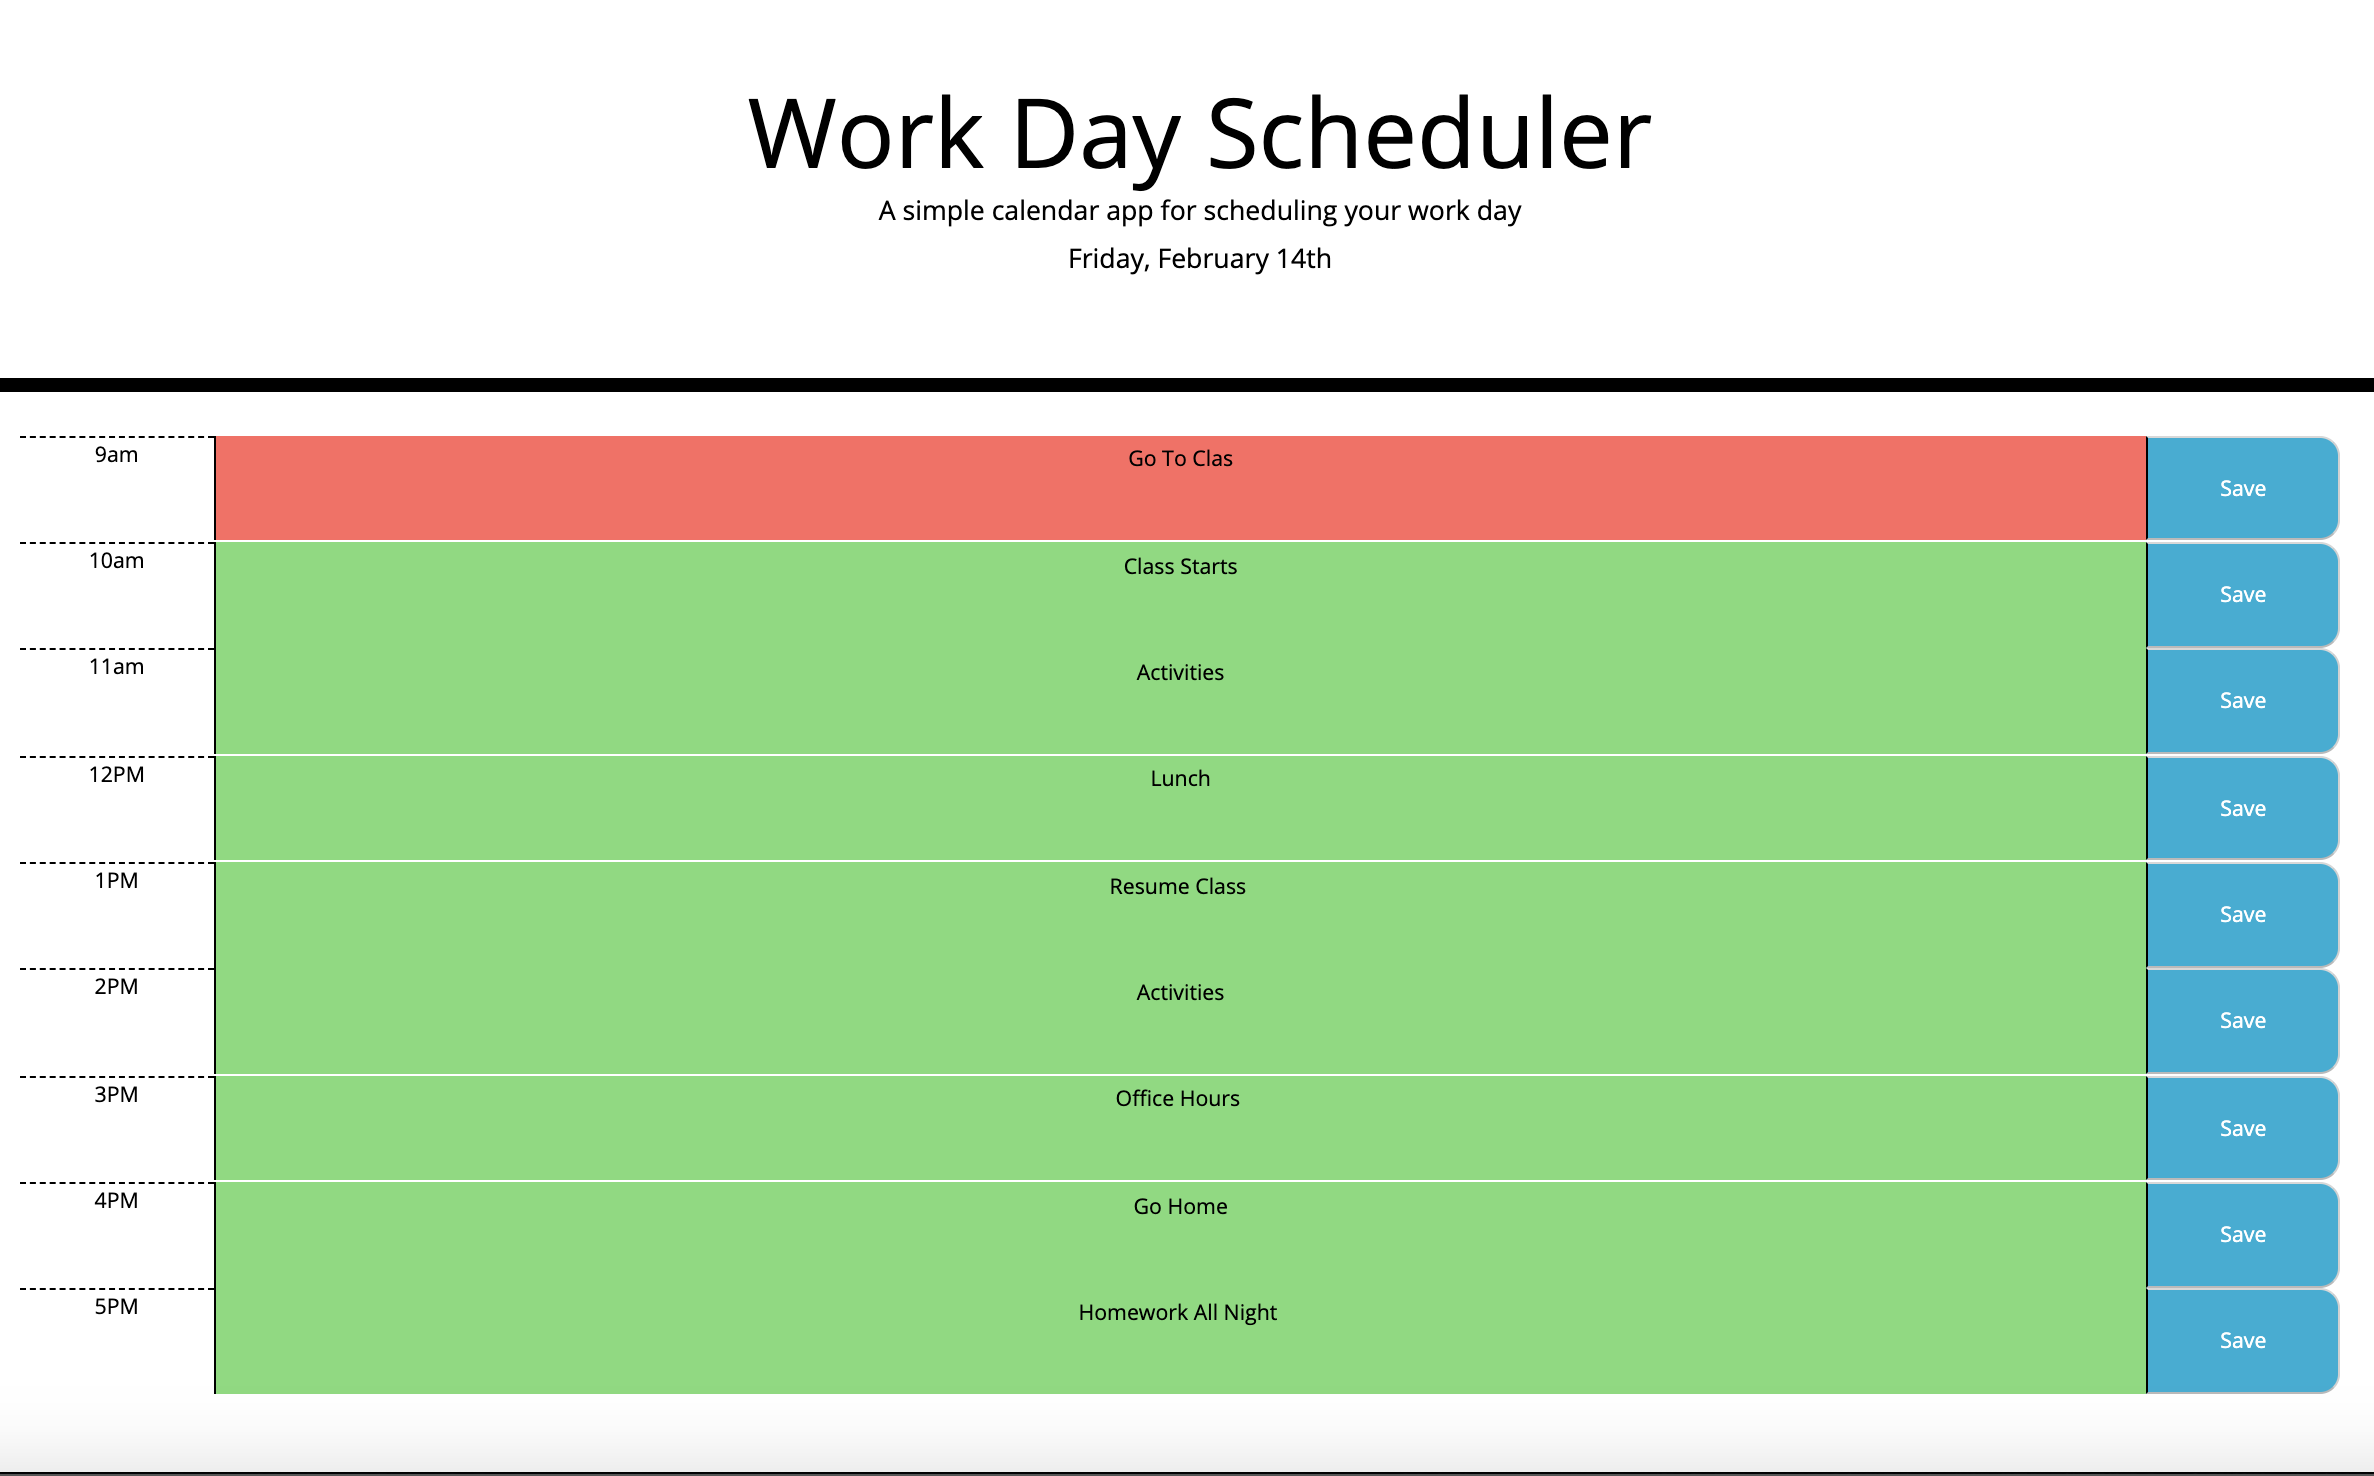 Work Day Scheduler
A simple calendar app for scheduling your work day
Friday, February 14th
9am Go To Clas Save
10am Class Starts Save
11am Activities Save
12PM Lunch Save
1PM Resume Class Save
2PM Activities Save
3PM Office Hours Save
4PM Go Home Save
5PM Homework All Night Save